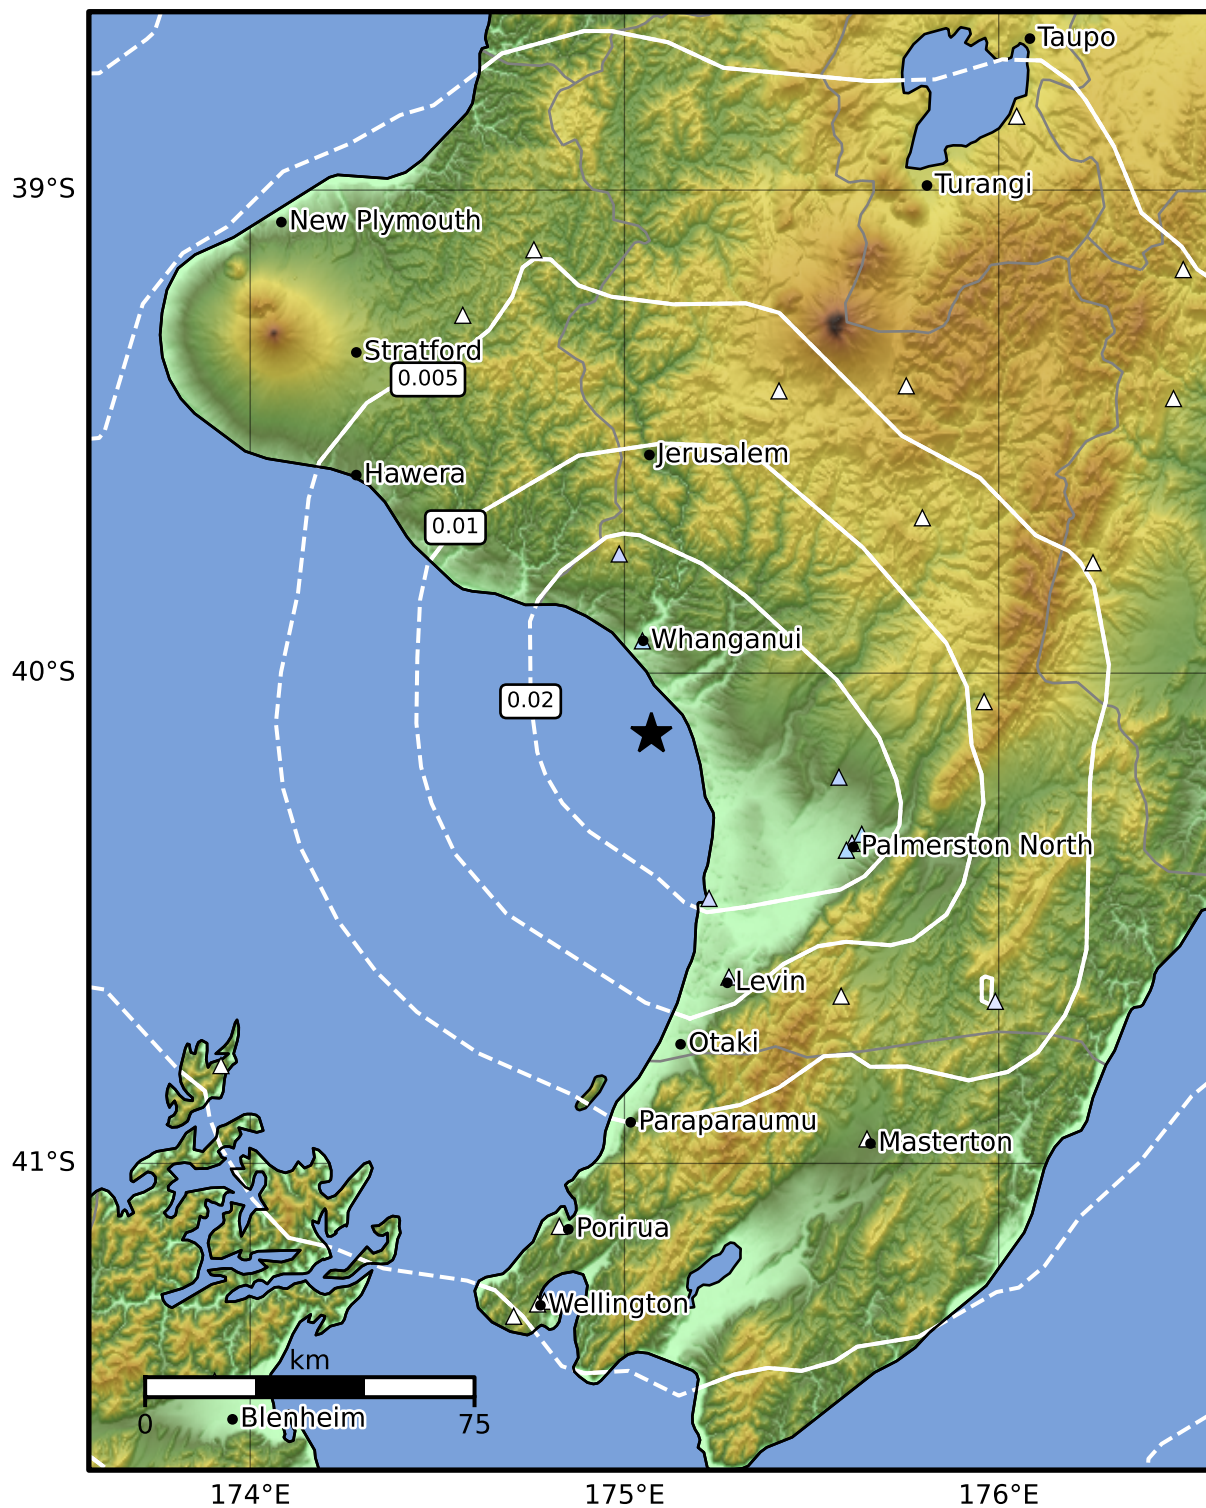 Taupo
39°S
Turangi
New Plymouth
Stratford
0.005
Jerusalem
Hawera
0.01
Whanganui
40°S
0.02
Palmerston North
Levin
Otaki
Paraparaumu
Masterton
41°S
Porirua
Wellington
km
0
75
Blenheim
174°E
175°E
176°E